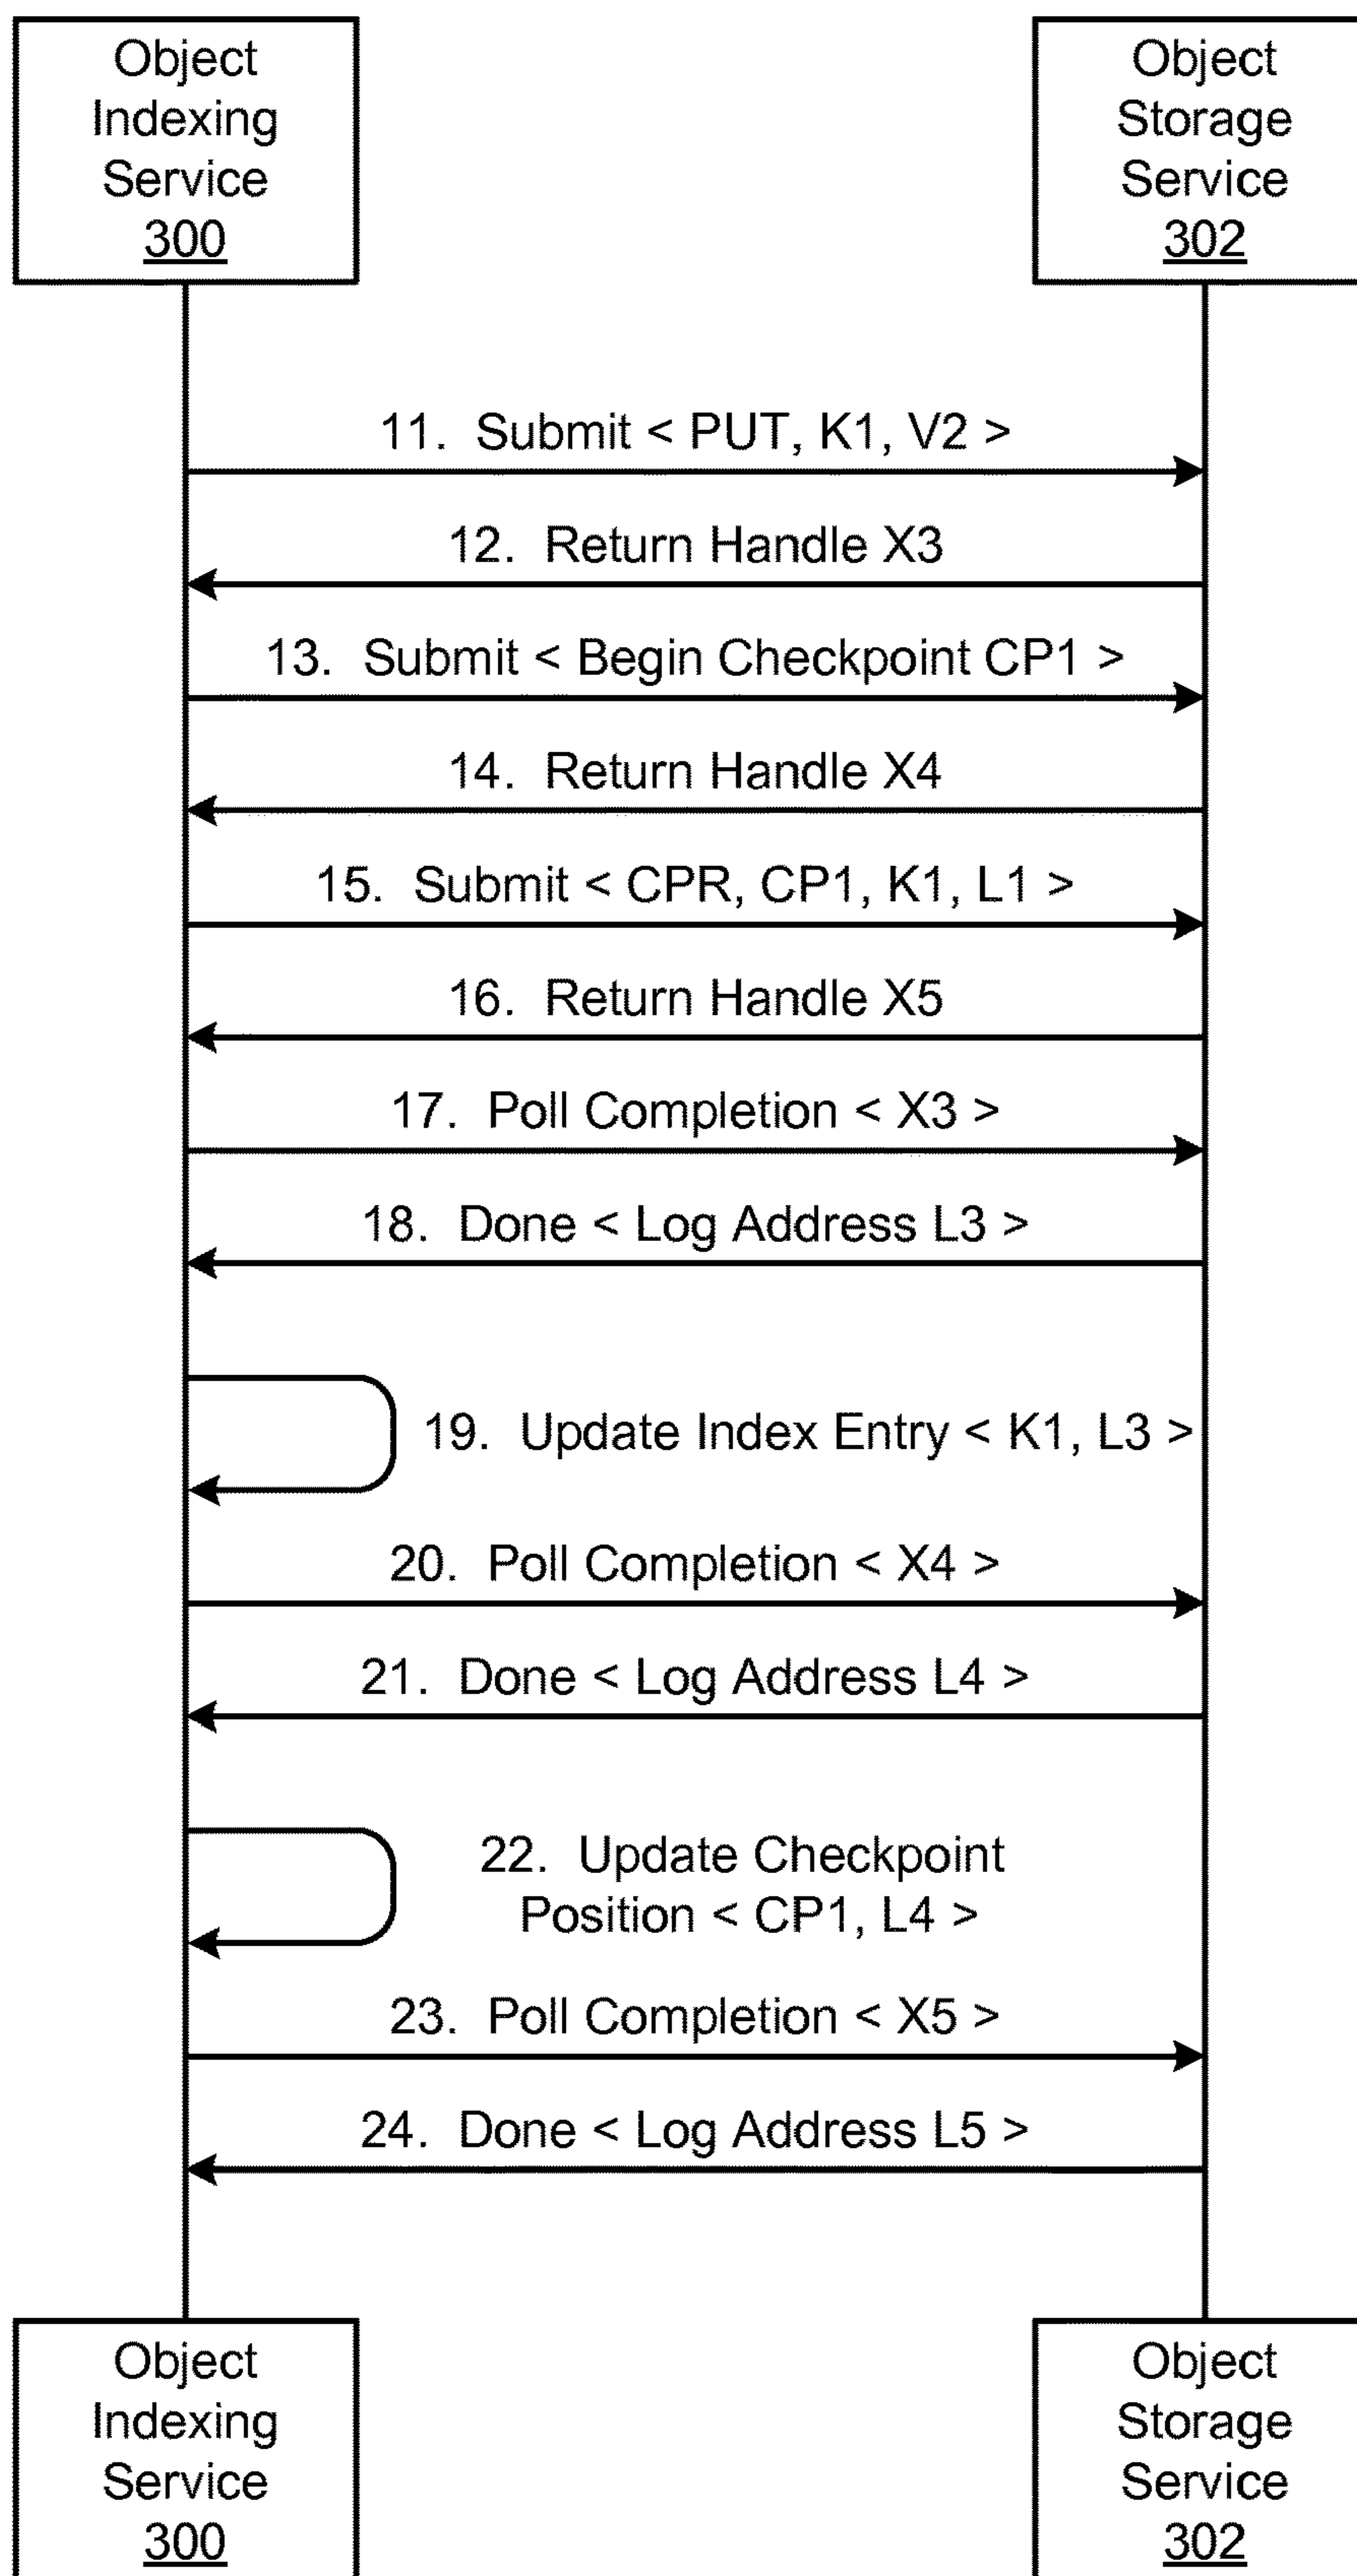 Object
Indexing
Service
300
Object
Storage
Service
302
11. Submit < PUT, K1, V2 >
12. Return Handle X3
13. Submit < Begin Checkpoint CP1 >
14. Return Handle X4
15. Submit < CPR, CP1, K1, L1 >
16. Return Handle X5
17. Poll Completion < X3 >
18. Done < Log Address L3 >
19. Update Index Entry < K1, L3 >
20. Poll Completion < X4 >
21. Done < Log Address L4 >
22. Update Checkpoint
Position < CP1, L4 >
23. Poll Completion < X5 >
24. Done < Log Address L5 >
Object
Indexing
Service
300
Object
Storage
Service
302